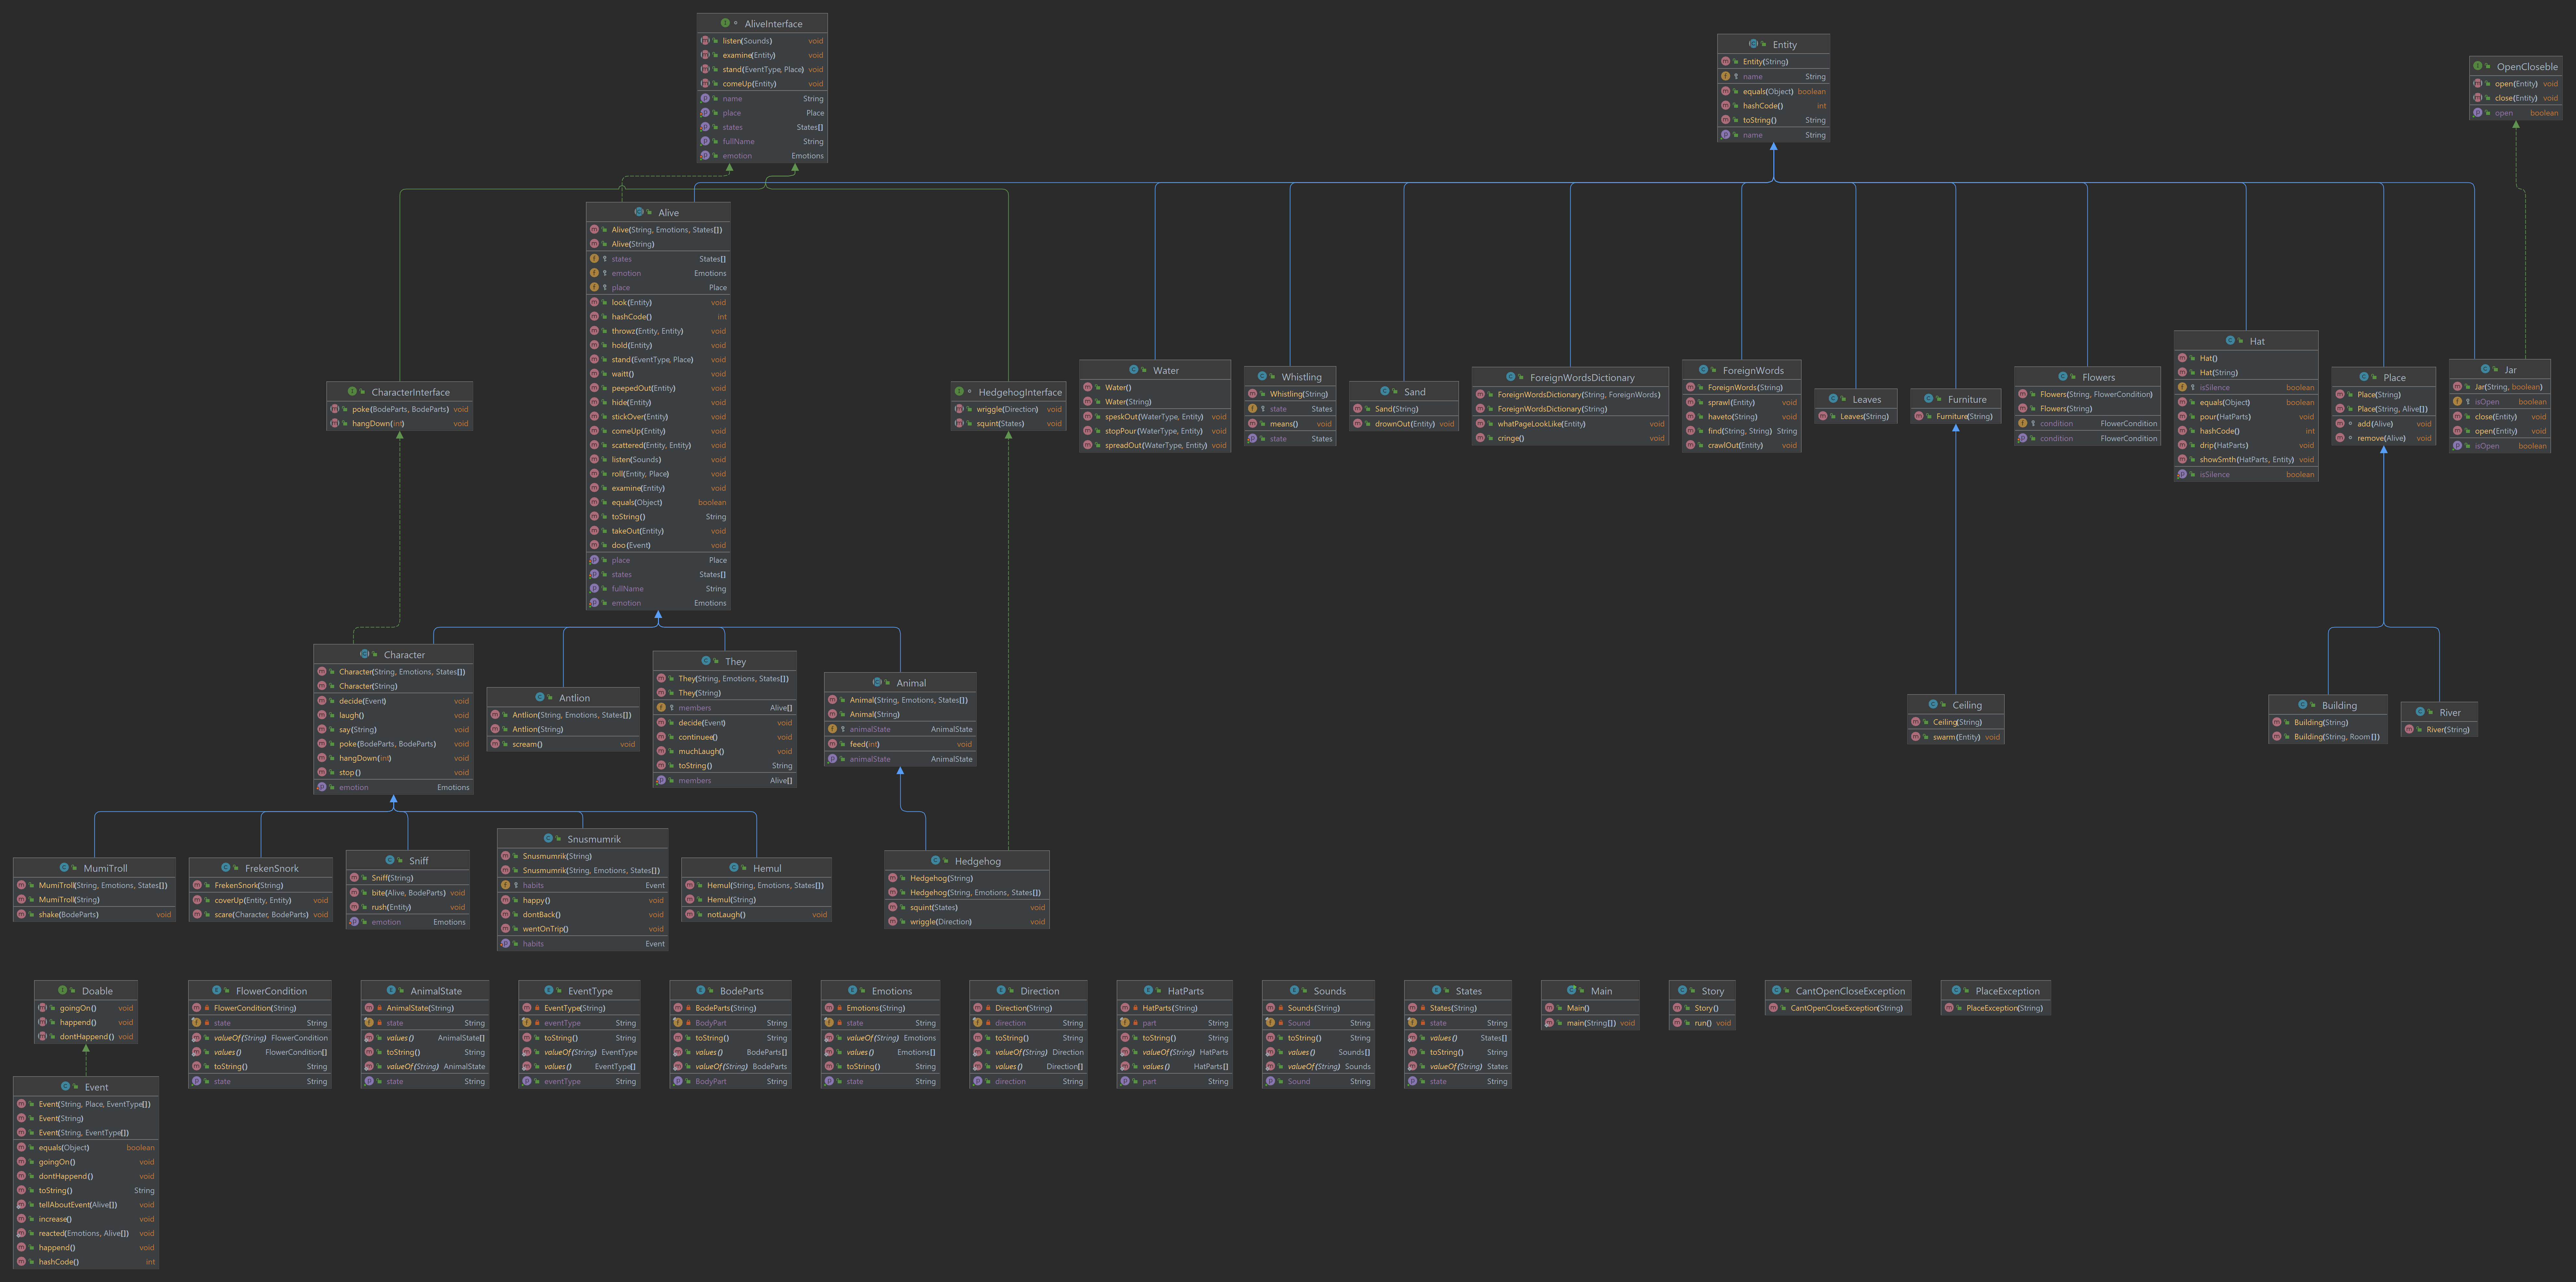 AliveInterface
listen(Sounds) void
examine(Entity) void
stand(EventType, Place) void
comeUp(Entity) void
name String
place Place
states States[]
fullName String
emotion Emotions
Entity
Entity(String)
name String
equals(Object) boolean
hashCode() int
toString() String
name String
OpenCloseble
open(Entity) void
close(Entity) void
open boolean
Alive
Alive(String, Emotions, States[])
Alive(String)
states States[]
emotion Emotions
place Place
look(Entity) void
hashCode() int
throwz(Entity, Entity) void
hold(Entity) void
stand(EventType, Place) void
waitt() void
peepedOut(Entity) void
hide(Entity) void
stickOver(Entity) void
comeUp(Entity) void
scattered(Entity, Entity) void
listen(Sounds) void
roll(Entity, Place) void
examine(Entity) void
equals(Object) boolean
toString() String
takeOut(Entity) void
doo(Event) void
place Place
states States[]
fullName String
emotion Emotions
CharacterInterface
poke(BodeParts, BodeParts) void
hangDown(int) void
HedgehogInterface
wriggle(Direction) void
squint(States) void
Water
Water()
Water(String)
speskOut(WaterType, Entity) void
stopPour(WaterType, Entity) void
spreadOut(WaterType, Entity) void
Whistling
Whistling(String)
state States
means() void
state States
Sand
Sand(String)
drownOut(Entity) void
ForeignWordsDictionary
ForeignWordsDictionary(String, ForeignWords)
ForeignWordsDictionary(String)
whatPageLookLike(Entity) void
cringe() void
ForeignWords
ForeignWords(String)
sprawl(Entity) void
haveto(String) void
find(String, String) String
crawlOut(Entity) void
Leaves
Leaves(String)
Furniture
Furniture(String)
Flowers
Flowers(String, FlowerCondition)
Flowers(String)
condition FlowerCondition
condition FlowerCondition
Hat
Hat()
Hat(String)
isSilence boolean
equals(Object) boolean
pour(HatParts) void
hashCode() int
drip(HatParts) void
showSmth(HatParts, Entity) void
isSilence boolean
Place
Place(String)
Place(String, Alive[])
add(Alive) void
remove(Alive) void
Jar
Jar(String, boolean)
isOpen boolean
close(Entity) void
open(Entity) void
isOpen boolean
Character
Character(String, Emotions, States[])
Character(String)
decide(Event) void
laugh() void
say(String) void
poke(BodeParts, BodeParts) void
hangDown(int) void
stop() void
emotion Emotions
Antlion
Antlion(String, Emotions, States[])
Antlion(String)
scream() void
They
They(String, Emotions, States[])
They(String)
members Alive[]
decide(Event) void
continuee() void
muchLaugh() void
toString() String
members Alive[]
Animal
Animal(String, Emotions, States[])
Animal(String)
animalState AnimalState
feed(int) void
animalState AnimalState
Ceiling
Ceiling(String)
swarm(Entity) void
Building
Building(String)
Building(String, Room[])
River
River(String)
MumiTroll
MumiTroll(String, Emotions, States[])
MumiTroll(String)
shake(BodeParts) void
FrekenSnork
FrekenSnork(String)
coverUp(Entity, Entity) void
scare(Character, BodeParts) void
Sniff
Sniff(String)
bite(Alive, BodeParts) void
rush(Entity) void
emotion Emotions
Snusmumrik
Snusmumrik(String)
Snusmumrik(String, Emotions, States[])
habits Event
happy() void
dontBack() void
wentOnTrip() void
habits Event
Hemul
Hemul(String, Emotions, States[])
Hemul(String)
notLaugh() void
Hedgehog
Hedgehog(String)
Hedgehog(String, Emotions, States[])
squint(States) void
wriggle(Direction) void
Doable
goingOn() void
happend() void
dontHappend() void
FlowerCondition
FlowerCondition(String)
state String
valueOf(String) FlowerCondition
values() FlowerCondition[]
toString() String
state String
AnimalState
AnimalState(String)
state String
values() AnimalState[]
toString() String
valueOf(String) AnimalState
state String
EventType
EventType(String)
eventType String
toString() String
valueOf(String) EventType
values() EventType[]
eventType String
BodeParts
BodeParts(String)
BodyPart String
toString() String
values() BodeParts[]
valueOf(String) BodeParts
BodyPart String
Emotions
Emotions(String)
state String
valueOf(String) Emotions
values() Emotions[]
toString() String
state String
Direction
Direction(String)
direction String
toString() String
valueOf(String) Direction
values() Direction[]
direction String
HatParts
HatParts(String)
part String
toString() String
valueOf(String) HatParts
values() HatParts[]
part String
Sounds
Sounds(String)
Sound String
toString() String
values() Sounds[]
valueOf(String) Sounds
Sound String
States
States(String)
state String
values() States[]
toString() String
valueOf(String) States
state String
Main
Main()
main(String[]) void
Story
Story()
run() void
CantOpenCloseException
CantOpenCloseException(String)
PlaceException
PlaceException(String)
Event
Event(String, Place, EventType[])
Event(String)
Event(String, EventType[])
equals(Object) boolean
goingOn() void
dontHappend() void
toString() String
tellAboutEvent(Alive[]) void
increase() void
reacted(Emotions, Alive[]) void
happend() void
hashCode() int